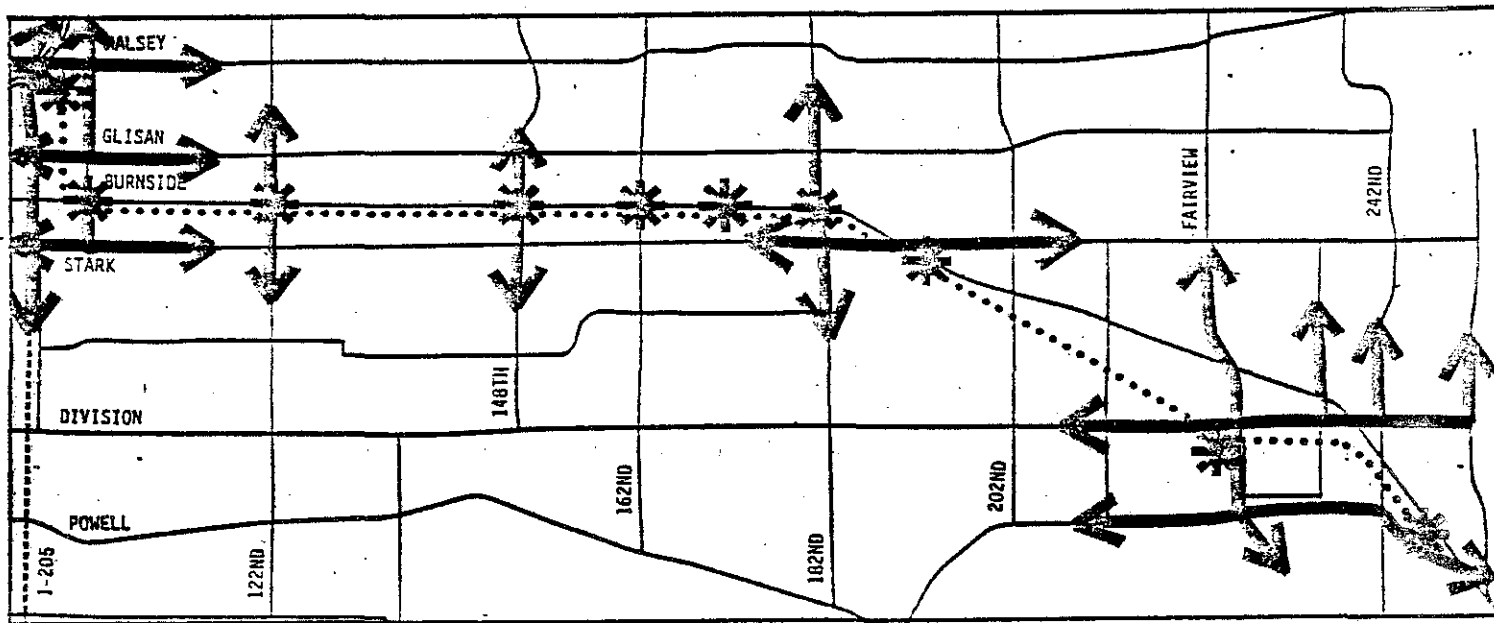 HALSEY
GLISAN
BURNSIDE
STARK
DIVISION
POWELL
I-205
122ND
148TH
162ND
182ND
202ND
FAIRVIEW
242ND